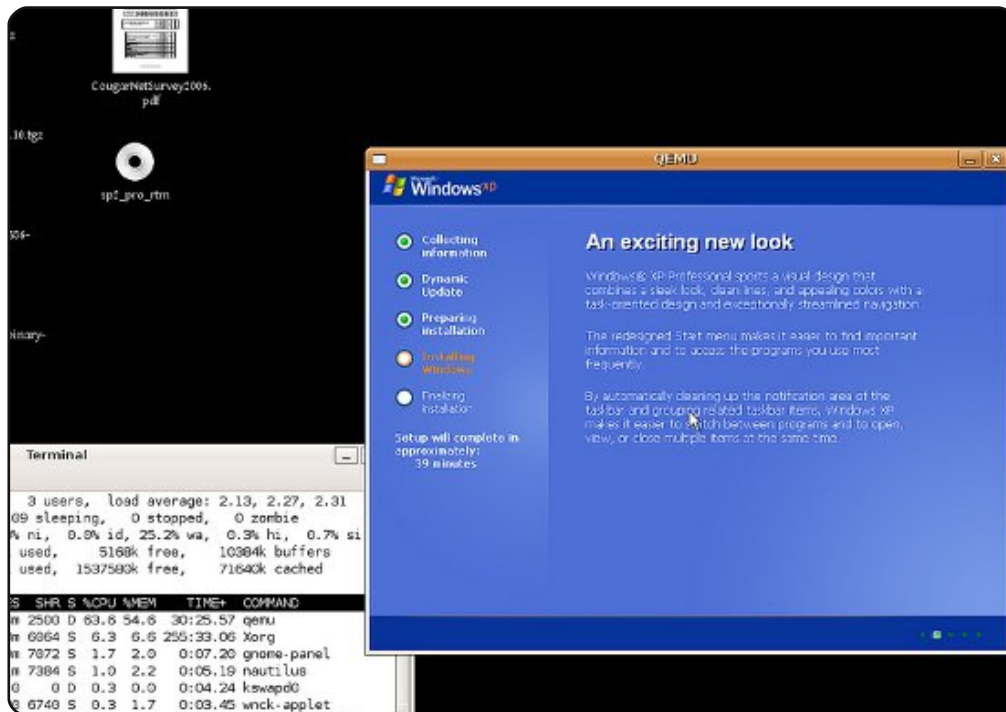 CougarNetSurvey2006.
pdf
.10.tgz
sp2_pro_rtm
inary-
QEMU
Microsoft
Windows xp
Collecting
information
Dynamic
Update
Preparing
installation
Installing
Windows
Finalizing
installation
Setup will complete in
approximately:
39 minutes
An exciting new look
Windows® XP Professional sports a visual design that
combines a sleek look, clean lines, and appealing colors with a
task-oriented design and exceptionally streamlined navigation.
The redesigned Start menu makes it easier to find important
information and to access the programs you use most
frequently.
By automatically cleaning up the notification area of the
taskbar and grouping related taskbar items, Windows XP
makes it easier to switch between programs and to open,
view, or close multiple items at the same time.
Terminal
3 users, load average: 2.13, 2.27, 2.31
09 sleeping, 0 stopped, 0 zombie
% ni, 0.0% id, 25.2% wa, 0.3% hi, 0.7% si
used, 5168k free, 10384k buffers
used, 1537580k free, 71640k cached
S SHR S %CPU %MEM TIME+ COMMAND
m 2500 D 63.6 54.6 30:25.57 qemu
m 6064 S 6.3 6.6 255:33.06 Xorg
m 7072 S 1.7 2.0 0:07.20 gnome-panel
m 7384 S 1.0 2.2 0:05.19 nautilus
0 0 D 0.3 0.0 0:04.24 kswapd0
6740 S 0.3 1.7 0:03.45 wnck-applet